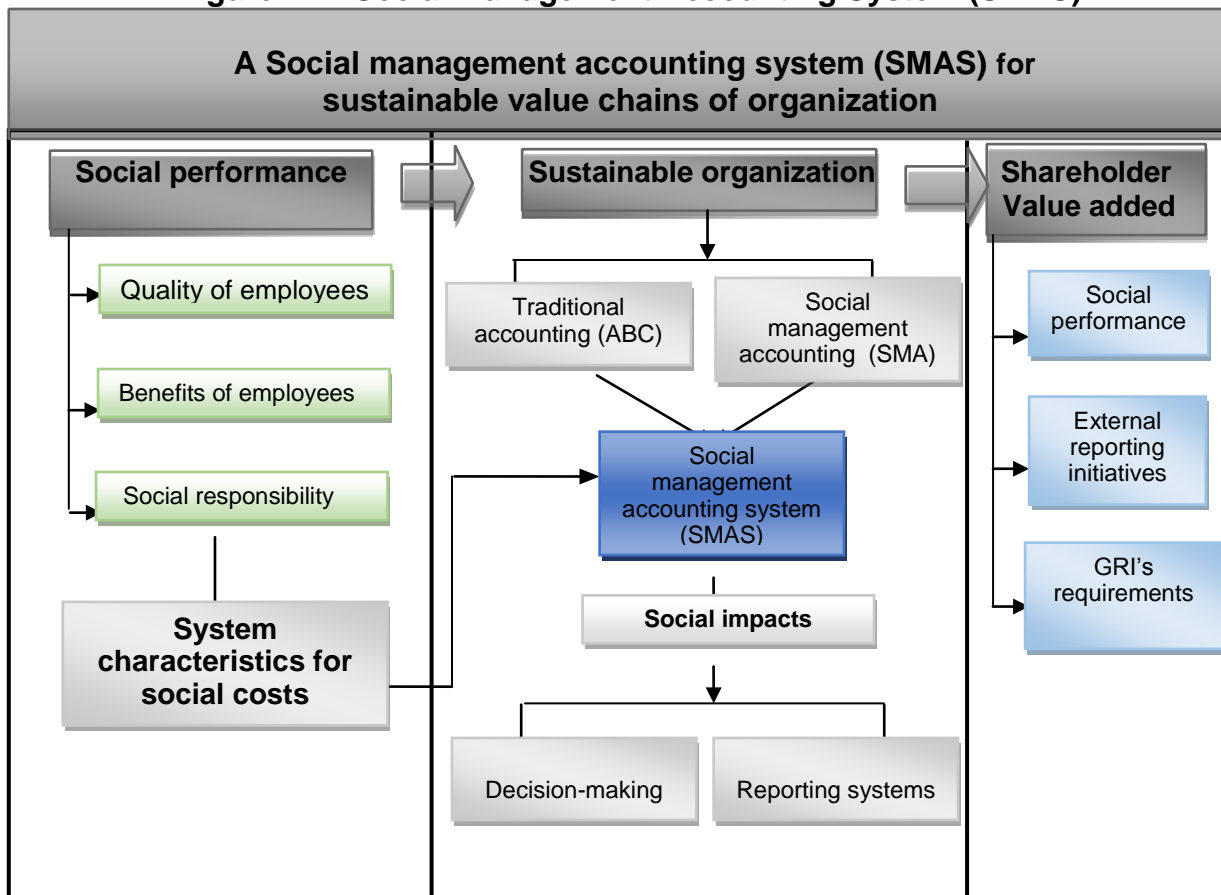 A Social management accounting system (SMAS) for
sustainable value chains of organization
Social performance
Quality of employees
Benefits of employees
Social responsibility
System
characteristics for
social costs
Sustainable organization
Traditional
accounting (ABC)
Social
management
accounting (SMA)
Social
management
accounting system
(SMAS)
Social impacts
Decision-making
Reporting systems
Shareholder
Value added
Social
performance
External
reporting
initiatives
GRI’s
requirements